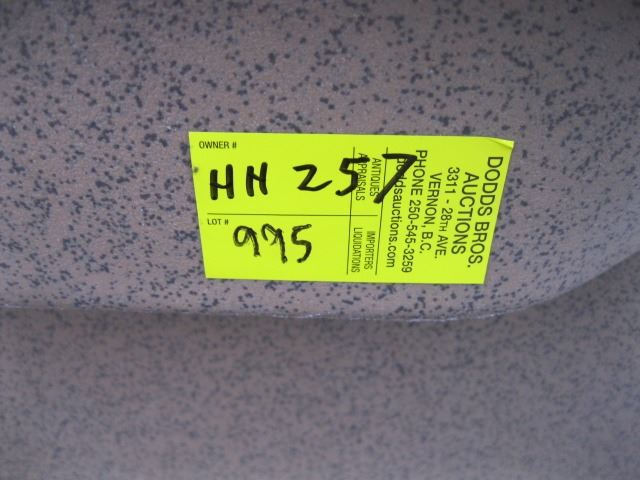 OWNER #
HH 257
LOT #
995
ANTIQUES
APPRAISALS
IMPORTERS
LIQUIDATIONS
DODDS BROS.
AUCTIONS
3311 - 28TH AVE.
VERNON, B.C.
PHONE 250-545-3259
doddsauctions.com